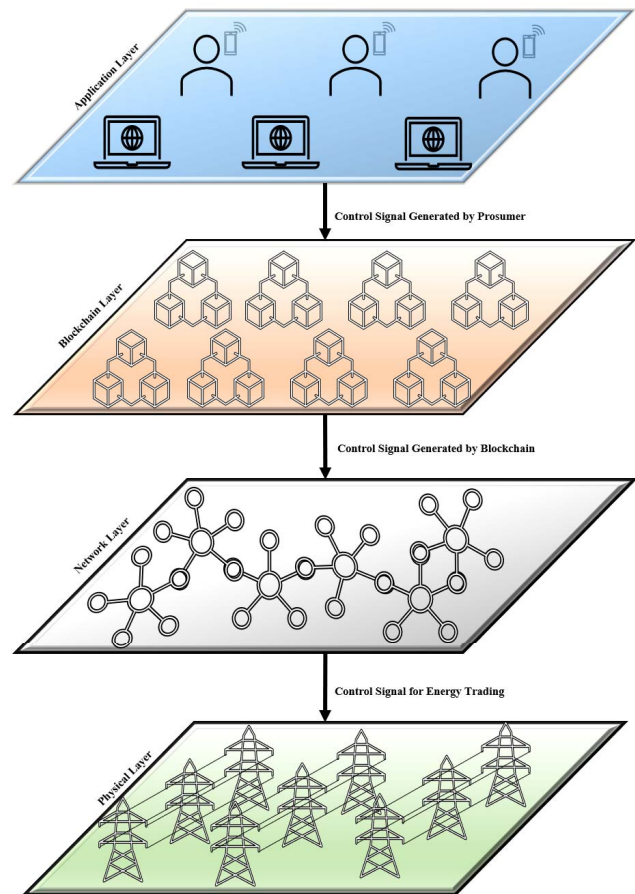 Application Layer
Control Signal Generated by Prosumer
Blockchain Layer
Control Signal Generated by Blockchain
Network Layer
Control Signal for Energy Trading
Physical Layer